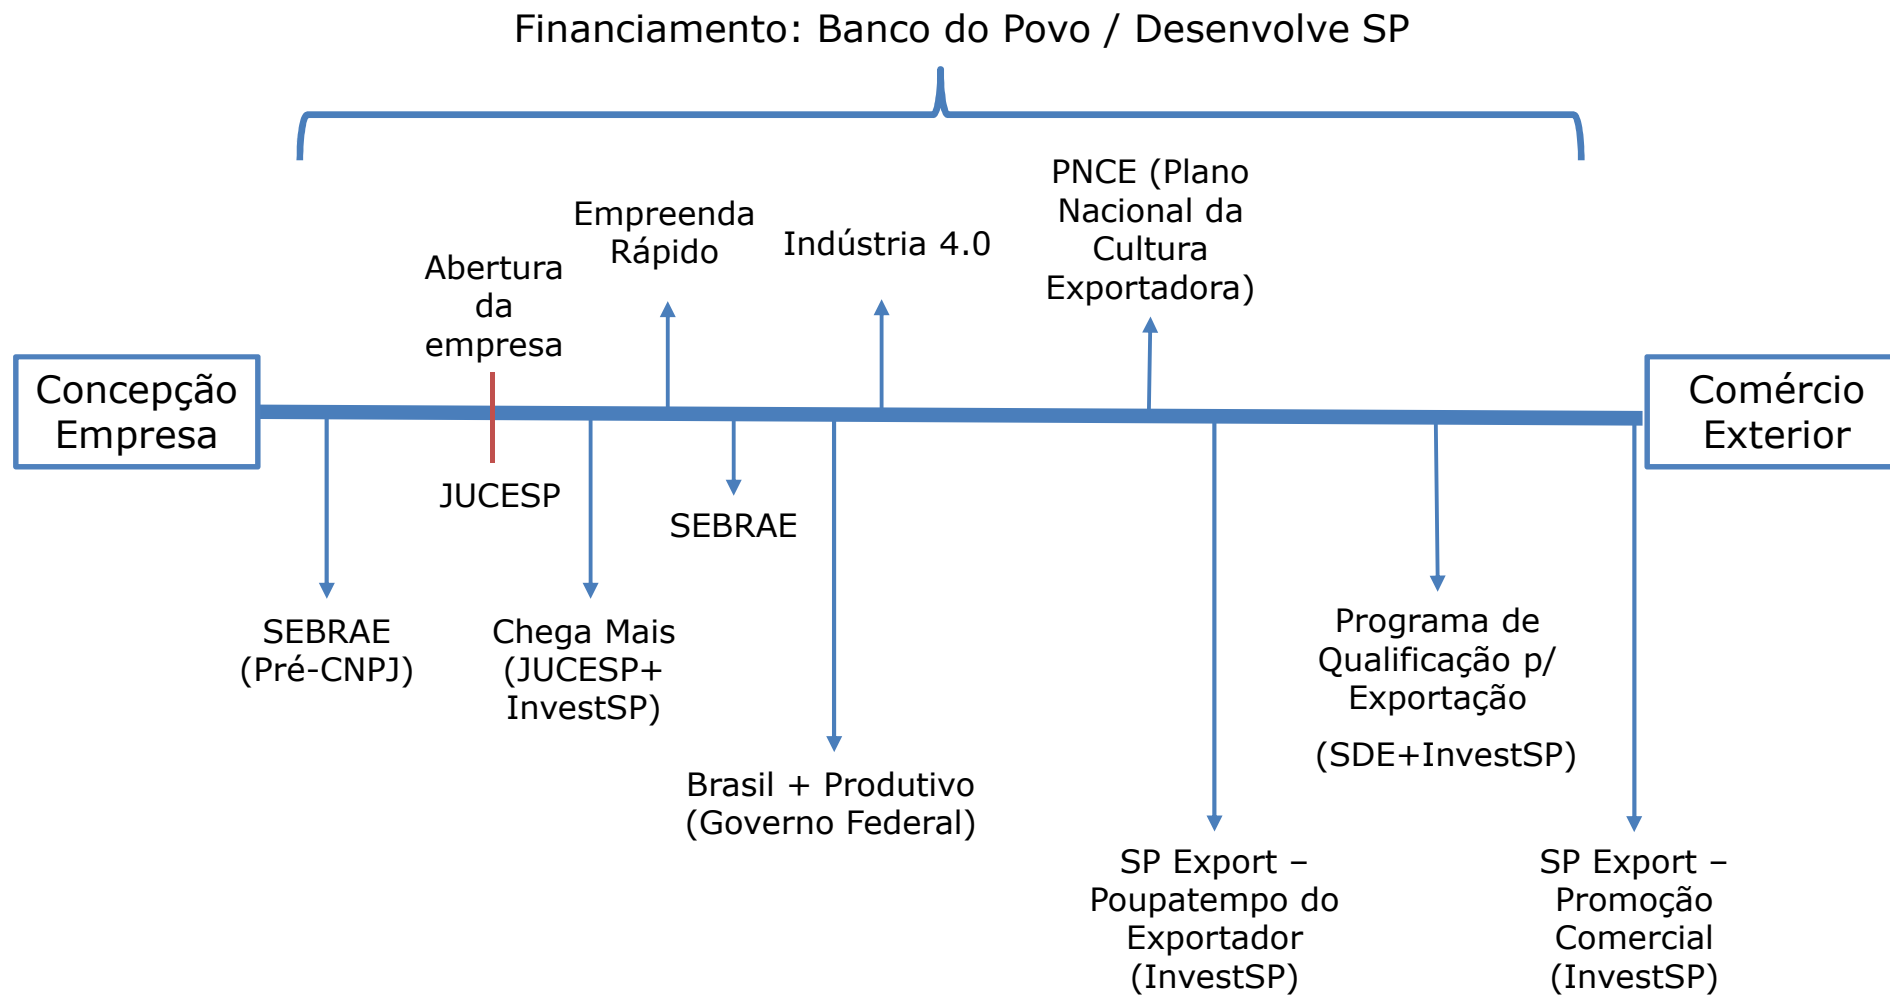 Financiamento: Banco do Povo / Desenvolve SP
PNCE (Plano
Nacional da
Cultura
Exportadora)
Empreenda
Rápido
Indústria 4.0
Abertura
da
empresa
Concepção
Empresa
Comércio
Exterior
JUCESP
SEBRAE
SEBRAE
(Pré-CNPJ)
Chega Mais
(JUCESP+
InvestSP)
Brasil + Produtivo
(Governo Federal)
Programa de
Qualificação p/
Exportação
(SDE+InvestSP)
SP Export –
Poupatempo do
Exportador
(InvestSP)
SP Export –
Promoção
Comercial
(InvestSP)